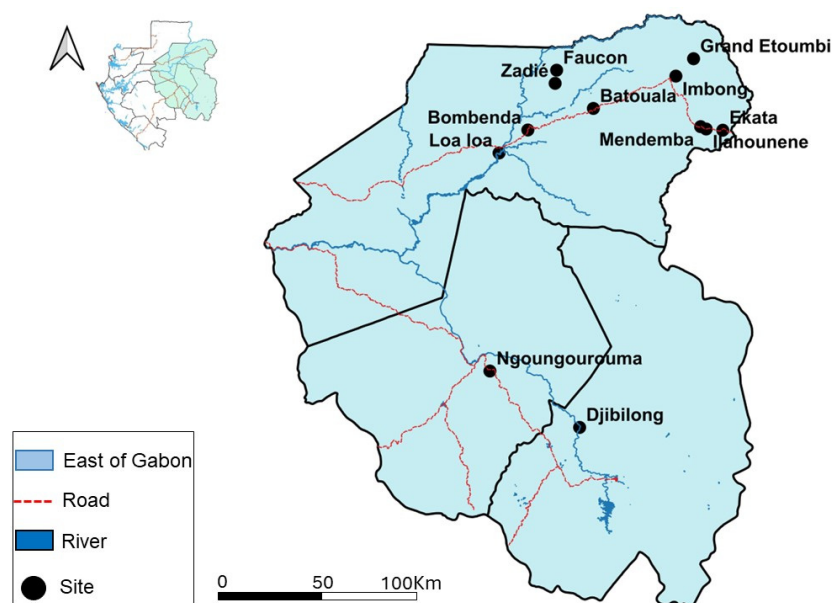 Grand Etoumbi
Faucon
Zadié
Imbong
Batouala
Bombenda
Ekata
Loa loa
Mendemba
Ilahounene
Ngoungourouma
Djibilong
East of Gabon
Road
River
Site
0 50 100Km